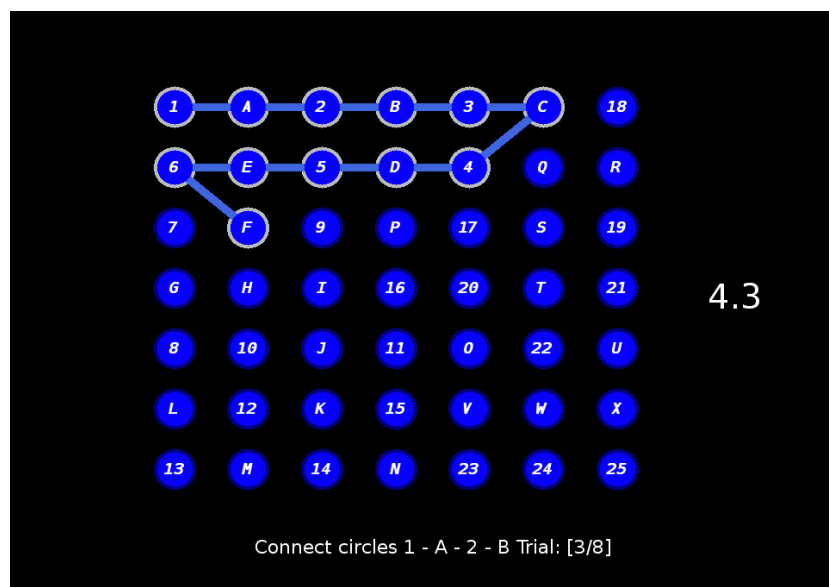 1 A 2 B 3 C 18
6 E 5 D 4 Q R
7 F 9 P 17 S 19
G H I 16 20 T 21
4.3
8 10 J 11 O 22 U
L 12 K 15 V W X
13 M 14 N 23 24 25
Connect circles 1 - A - 2 - B Trial: [3/8]